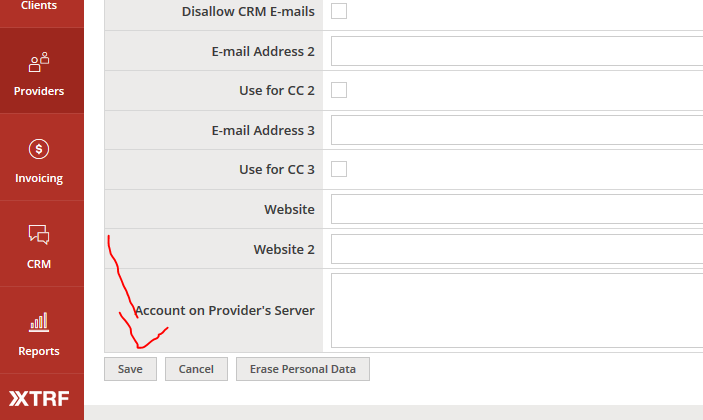 Clients
Disallow CRM E-mails
E-mail Address 2
Providers
Use for CC 2
E-mail Address 3
Use for CC 3
Invoicing
Website
Website 2
CRM
Account on Provider's Server
Reports
Save Cancel Erase Personal Data
XTRF